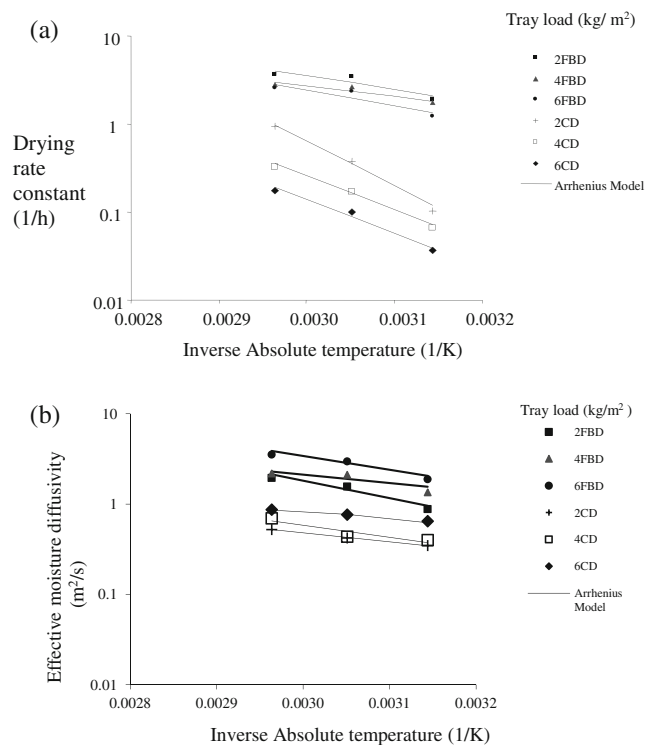 (a)
Tray load (kg/ m²)
2FBD
4FBD
6FBD
2CD
4CD
6CD
Arrhenius Model
Drying
rate
constant
(1/h)
10
1
0.1
0.01
0.0028
0.0029
0.0030
0.0031
0.0032
Inverse Absolute temperature (1/K)
(b)
Tray load (kg/m²)
2FBD
4FBD
6FBD
2CD
4CD
6CD
Arrhenius
Model
Effective moisture diffusivity
(m²/s)
10
1
0.1
0.01
0.0028
0.0029
0.0030
0.0031
0.0032
Inverse Absolute temperature (1/K)